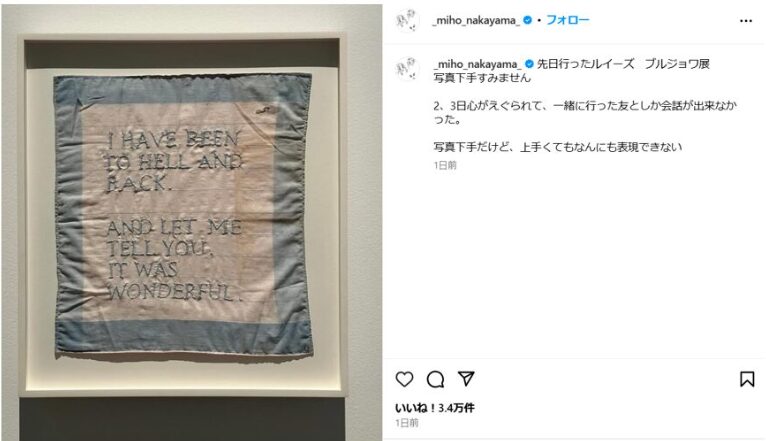 I HAVE BEEN
TO HELL AND
BACK.
AND LET ME
TELL YOU,
IT WAS
WONDERFUL.
_miho_nakayama_ • フォロー
_miho_nakayama_ 先日行ったルイーズ　ブルジョワ展
写真下手すみません
2、3日心がえぐられて、一緒に行った友としか会話が出来なか
った。
写真下手だけど、上手くてもなんにも表現できない
1日前
いいね！3.4万件
1日前